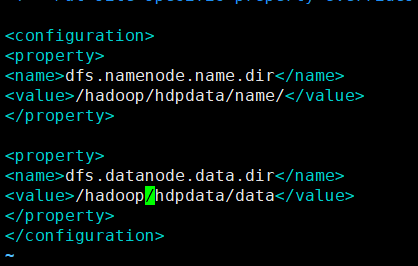 <configuration>
<property>
<name>dfs.namenode.name.dir</name>
<value>/hadoop/hdpdata/name/</value>
</property>
<property>
<name>dfs.datanode.data.dir</name>
<value>/hadoop/hdpdata/data</value>
</property>
</configuration>
~